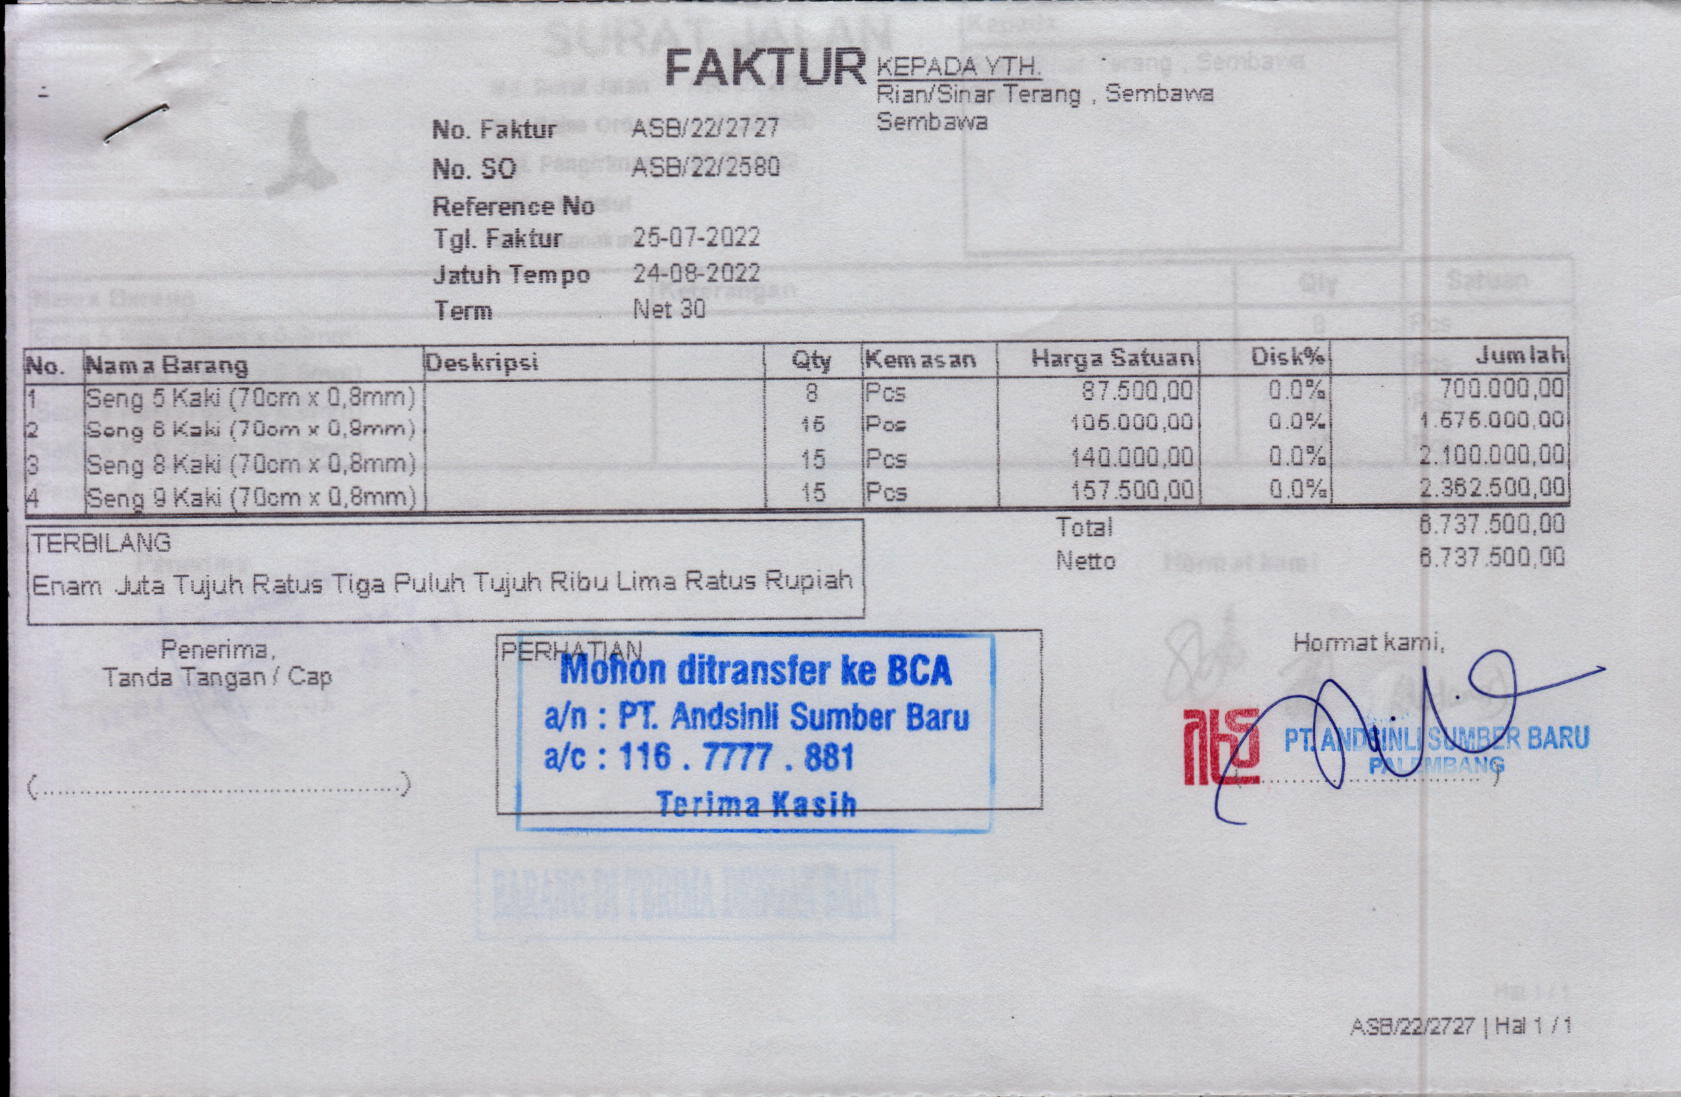 FAKTUR
KEPADA YTH.
Rian/Sinar Terang , Sembawa
Sembawa
No. Faktur ASB/22/2727
No. SO ASB/22/2580
Reference No
Tgl. Faktur 25-07-2022
Jatuh Tempo 24-08-2022
Term Net 30
No. Nama Barang Deskripsi Qty Kemasan Harga Satuan Disk% Jumlah
1 Seng 5 Kaki (70cm x 0,8mm) 8 Pcs 87.500,00 0.0% 700.000,00
2 Seng 6 Kaki (70cm x 0,8mm) 15 Pcs 105.000,00 0.0% 1.575.000,00
3 Seng 8 Kaki (70cm x 0,8mm) 15 Pcs 140.000,00 0.0% 2.100.000,00
4 Seng 9 Kaki (70cm x 0,8mm) 15 Pcs 157.500,00 0.0% 2.362.500,00
Total 6.737.500,00
Netto 6.737.500,00
TERBILANG
Enam Juta Tujuh Ratus Tiga Puluh Tujuh Ribu Lima Ratus Rupiah
Penerima,
Tanda Tangan / Cap
(..........................................)
PERHATIAN
Mohon ditransfer ke BCA
a/n : PT. Andsinli Sumber Baru
a/c : 116 . 7777 . 881
Terima Kasih
Hormat kami,
PT. ANDSINLI SUMBER BARU
PALEMBANG
BARANG DI TERIMA DENGAN BAIK
ASB/22/2727 | Hal 1 / 1